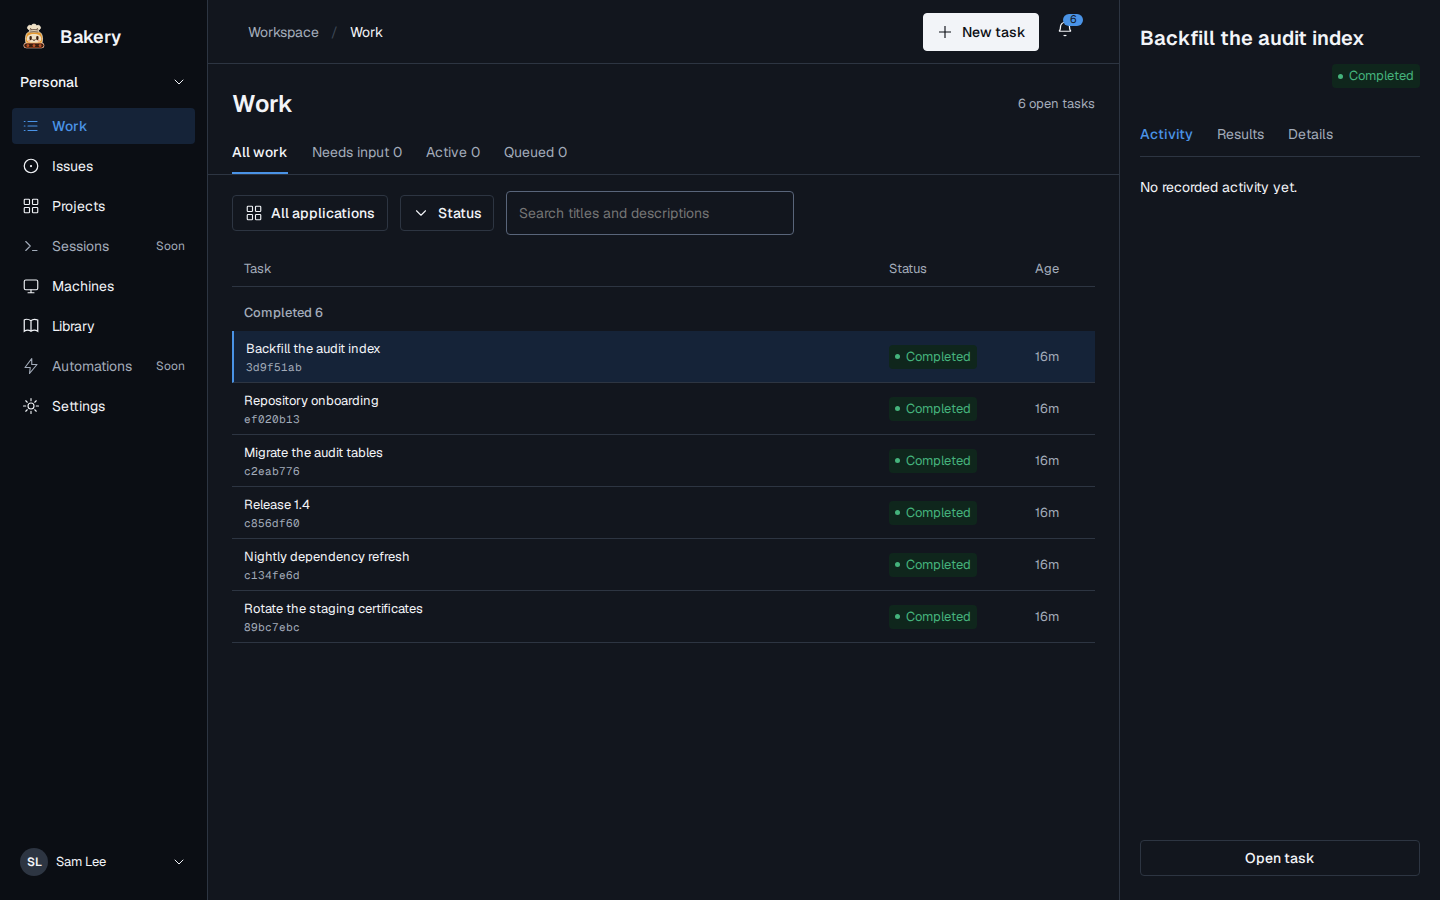 Bakery
Personal
Work
Issues
Projects
Sessions Soon
Machines
Library
Automations Soon
Settings
SL Sam Lee
Workspace / Work
New task
6
Work
6 open tasks
All work Needs input 0 Active 0 Queued 0
All applications Status Search titles and descriptions
Task Status Age
Completed 6
Backfill the audit index
3d9f51ab
Completed 16m
Repository onboarding
ef020b13
Completed 16m
Migrate the audit tables
c2eab776
Completed 16m
Release 1.4
c856df60
Completed 16m
Nightly dependency refresh
c134fe6d
Completed 16m
Rotate the staging certificates
89bc7ebc
Completed 16m
Backfill the audit index
Completed
Activity Results Details
No recorded activity yet.
Open task